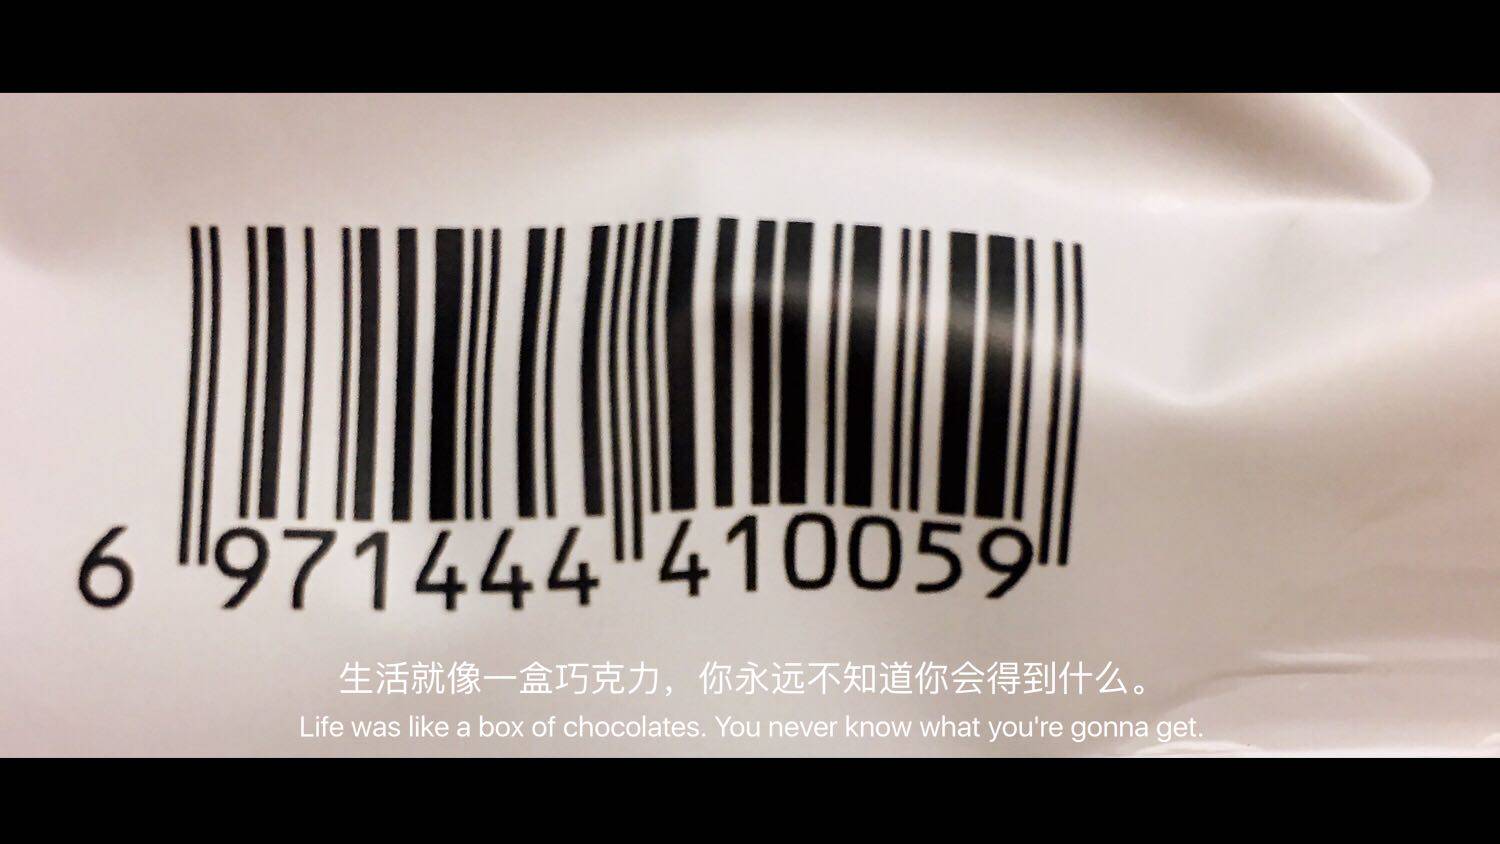 6 971444 410059
生活就像一盒巧克力，你永远不知道你会得到什么。
Life was like a box of chocolates. You never know what you're gonna get.